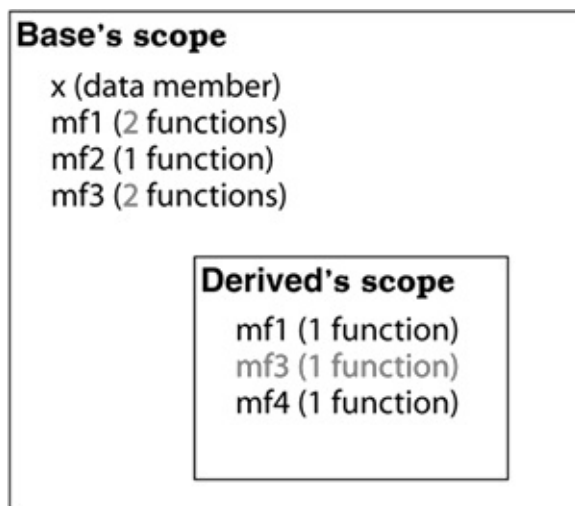 Base's scope
x (data member)
mf1 (2 functions)
mf2 (1 function)
mf3 (2 functions)
Derived's scope
mf1 (1 function)
mf3 (1 function)
mf4 (1 function)